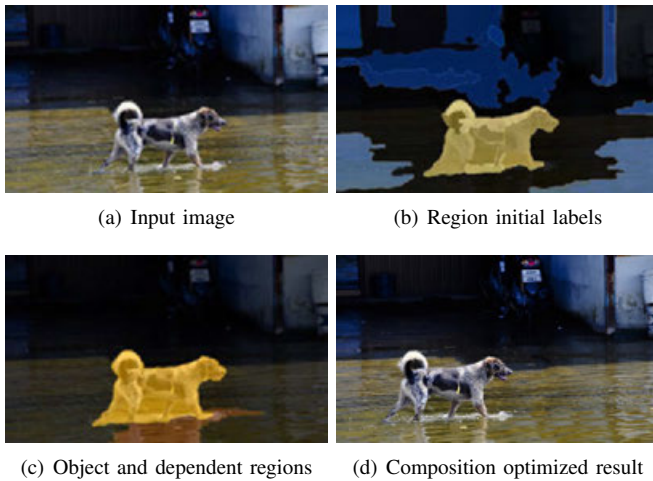 (a) Input image
(b) Region initial labels
(c) Object and dependent regions
(d) Composition optimized result